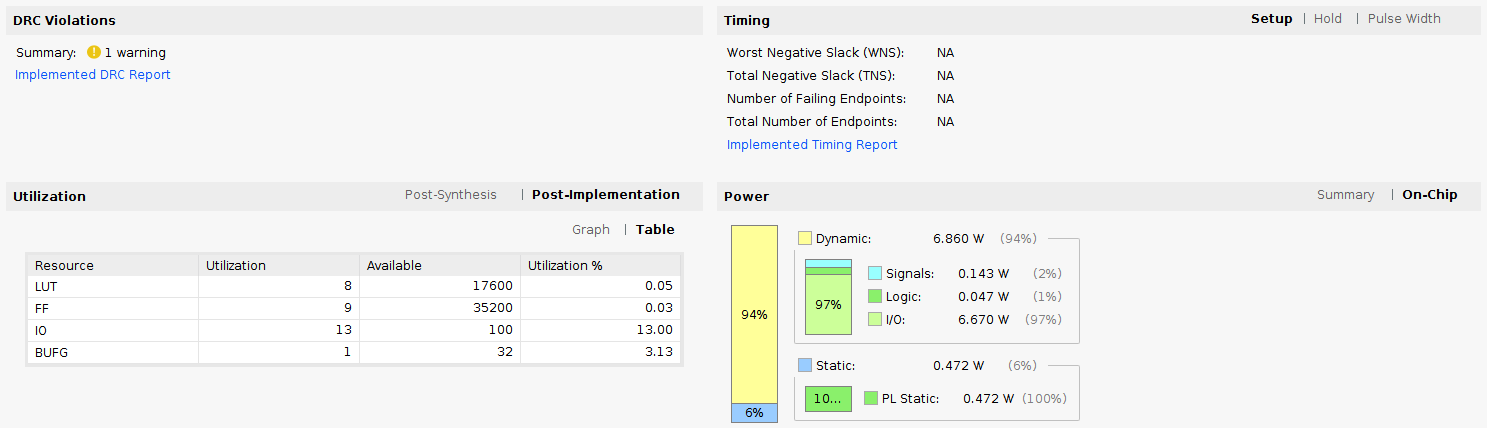 DRC Violations
Summary: 1 warning
Implemented DRC Report
Timing Setup | Hold | Pulse Width
Worst Negative Slack (WNS): NA
Total Negative Slack (TNS): NA
Number of Failing Endpoints: NA
Total Number of Endpoints: NA
Implemented Timing Report
Utilization Post-Synthesis | Post-Implementation
Graph | Table
Resource Utilization Available Utilization %
LUT 8 17600 0.05
FF 9 35200 0.03
IO 13 100 13.00
BUFG 1 32 3.13
Power Summary | On-Chip
94%
6%
Dynamic: 6.860 W (94%)
97%
Signals: 0.143 W (2%)
Logic: 0.047 W (1%)
I/O: 6.670 W (97%)
Static: 0.472 W (6%)
10...
PL Static: 0.472 W (100%)